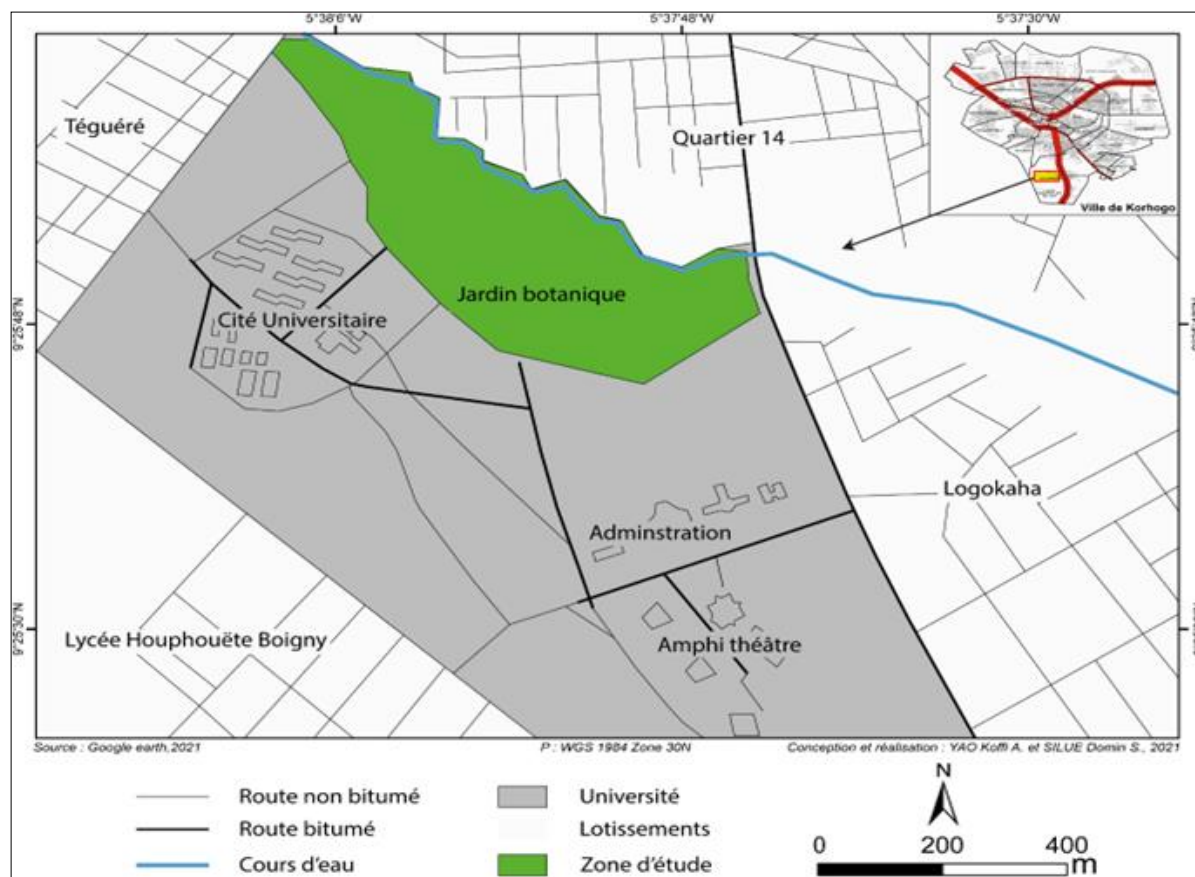 5°38'6"W
5°37'48"W
5°37'30"W
Téguéré
Quartier 14
Ville de Korhogo
Jardin botanique
9°25'48"N
Cité Universitaire
Logokaha
Adminstration
9°25'30"N
Lycée Houphouëte Boigny
Amphi théâtre
Source : Google earth,2021
P : WGS 1984 Zone 30N
Conception et réalisation : YAO Koffi A. et SILUE Domin S., 2021
Route non bitumé
Université
N
Route bitumé
Lotissements
Cours d'eau
Zone d'étude
0 200 400
m